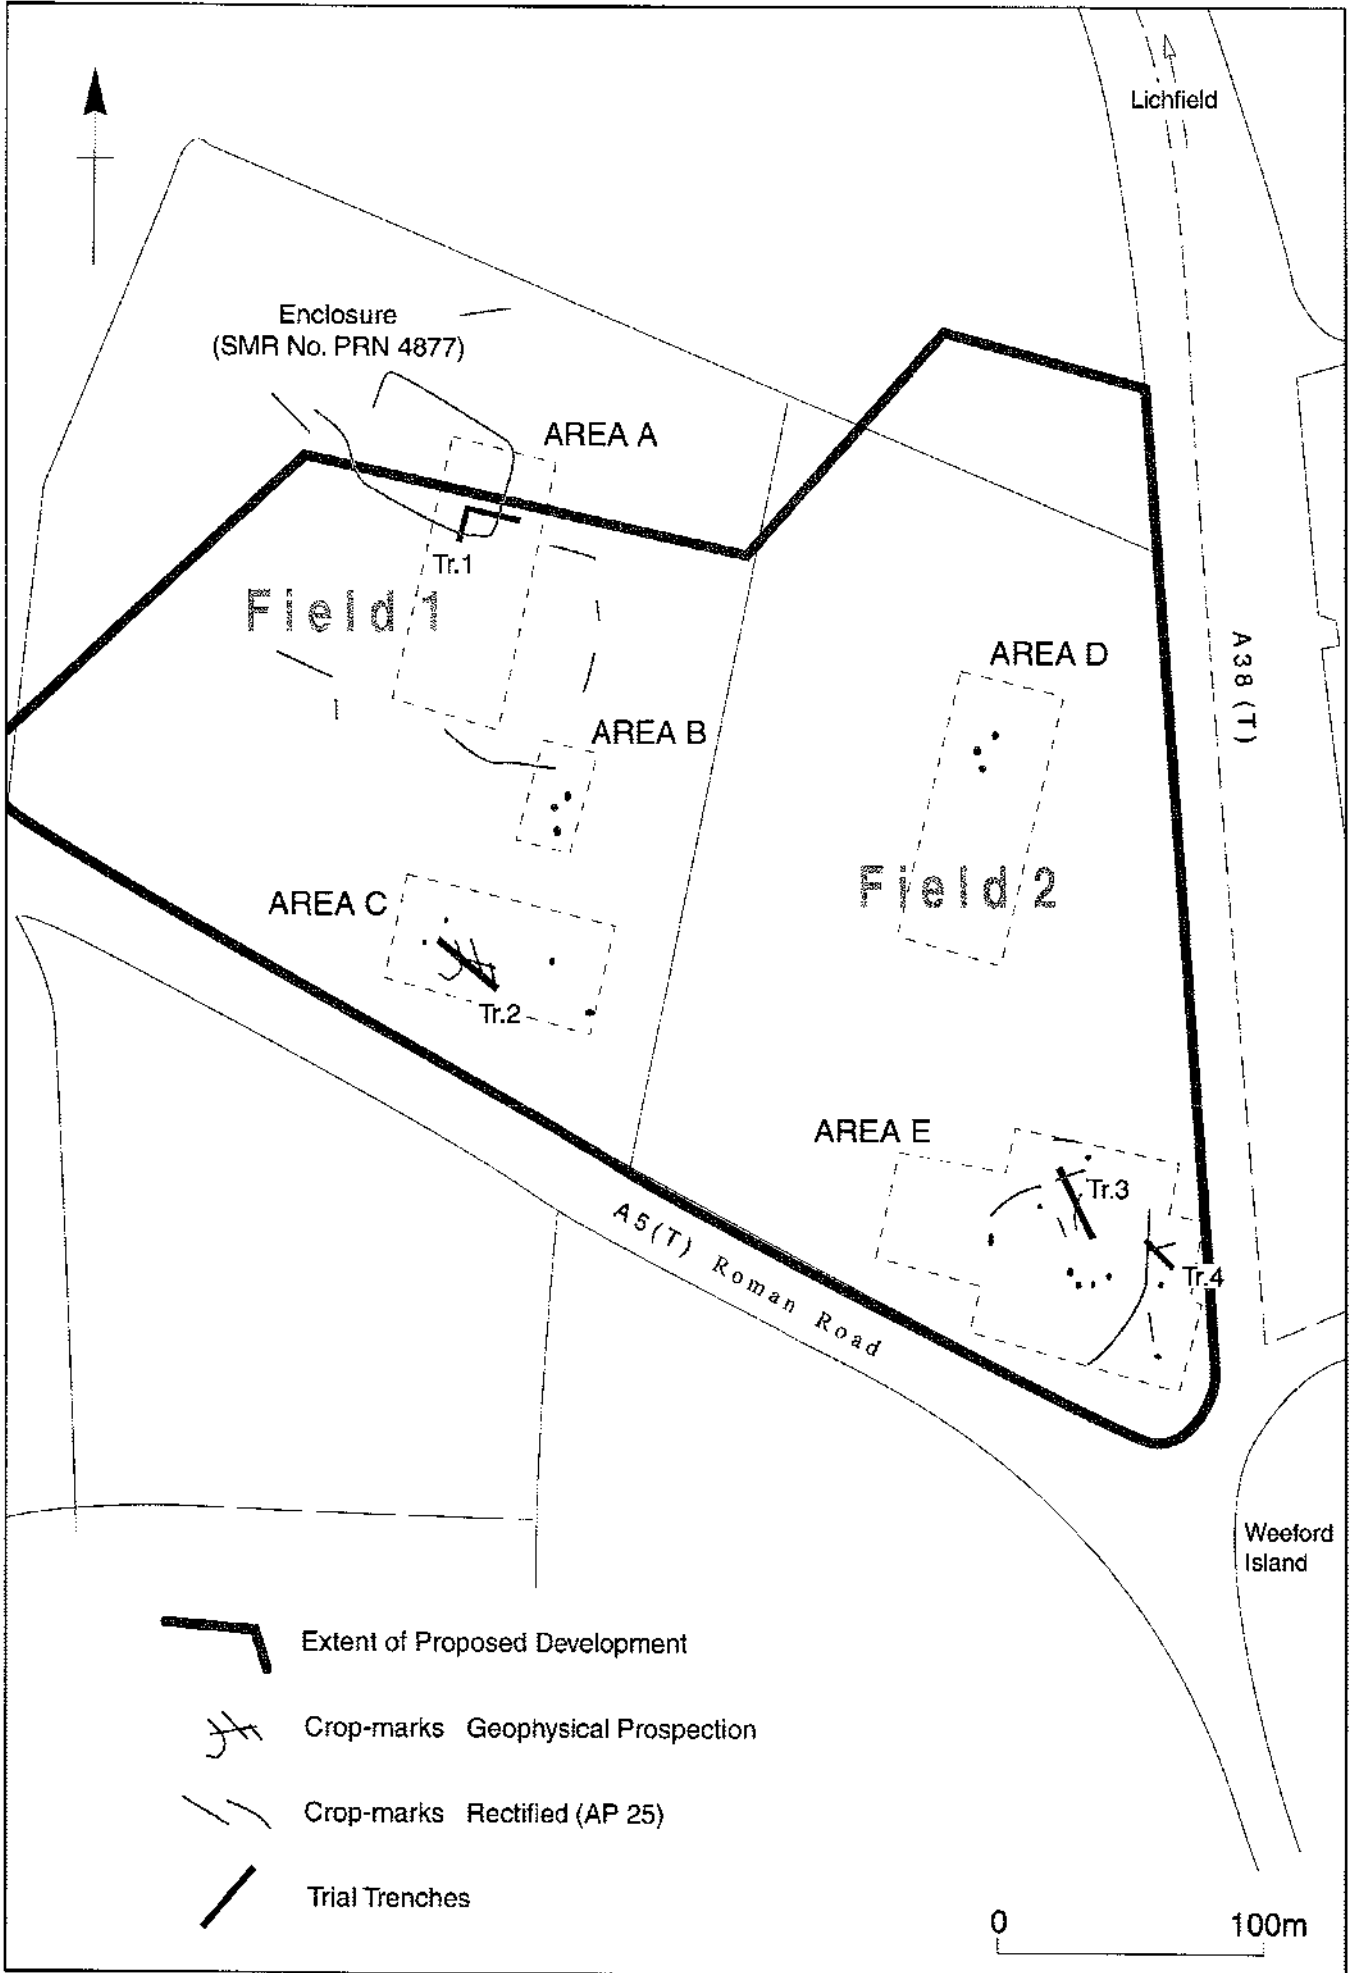 Lichfield
Enclosure
(SMR No. PRN 4877)
AREA A
Tr.1
Field 1
AREA D
A38 (T)
AREA B
Field 2
AREA C
Tr.2
AREA E
Tr.3
A5(T) Roman Road
Tr.4
Weeford
Island
Extent of Proposed Development
Crop-marks Geophysical Prospection
Crop-marks Rectified (AP 25)
Trial Trenches
0 100m